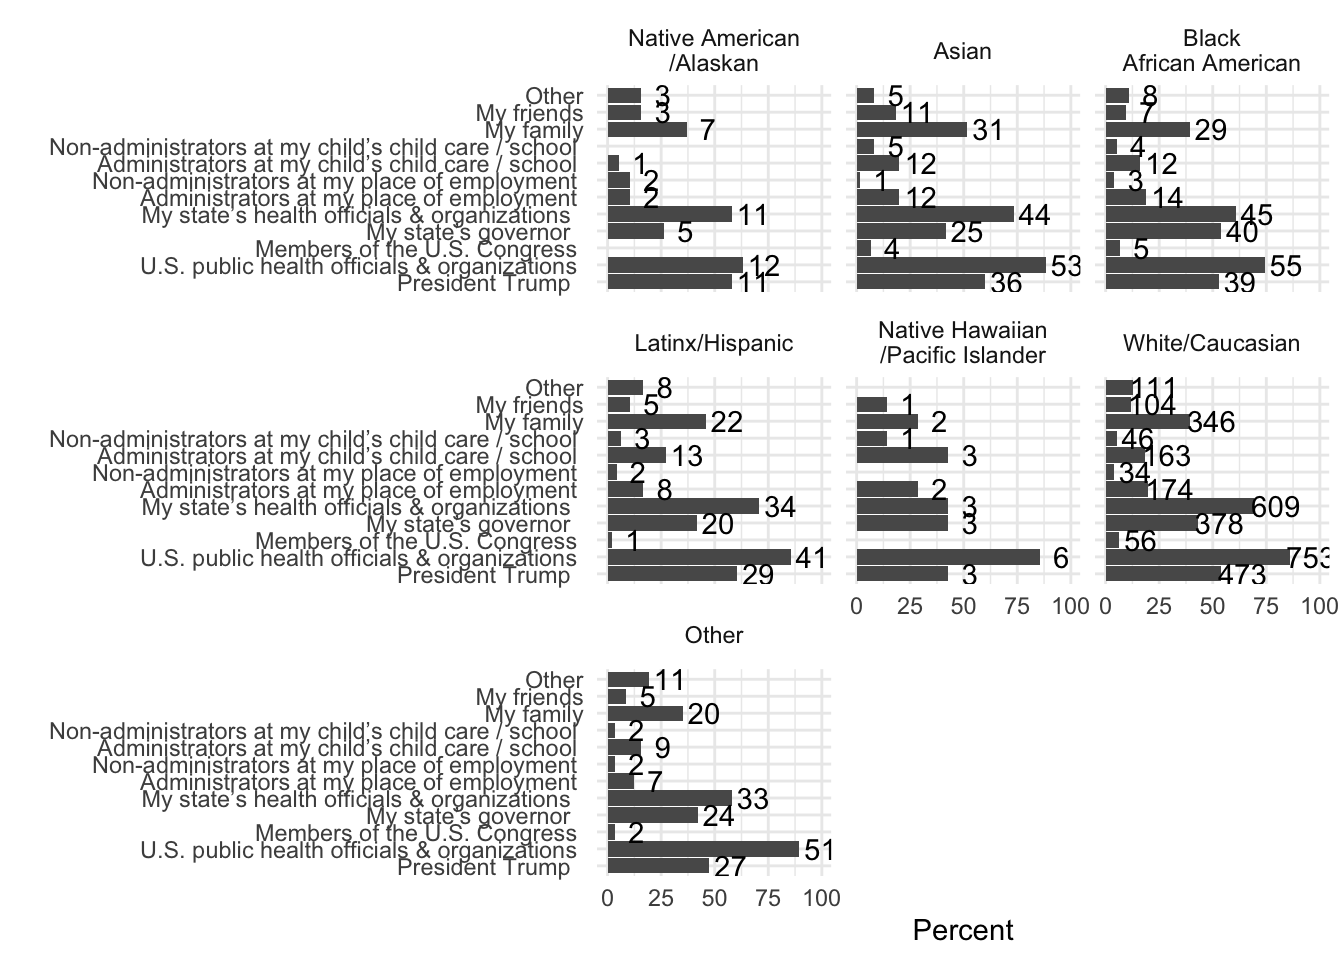 Native American
/Alaskan
Asian
Black
African American
Other 3 5 8
My friends 3 11 7
My family 7 31 29
Non-administrators at my child’s child care / school 5 4
Administrators at my child’s child care / school 1 12 12
Non-administrators at my place of employment 2 1 3
Administrators at my place of employment 2 12 14
My state’s health officials & organizations 11 44 45
My state’s governor 5 25 40
Members of the U.S. Congress 4 5
U.S. public health officials & organizations 12 53 55
President Trump 11 36 39
Latinx/Hispanic
Native Hawaiian
/Pacific Islander
White/Caucasian
Other 8 111
My friends 5 1 104
My family 22 2 346
Non-administrators at my child’s child care / school 3 1 46
Administrators at my child’s child care / school 13 3 163
Non-administrators at my place of employment 2 34
Administrators at my place of employment 8 2 174
My state’s health officials & organizations 34 3 609
My state’s governor 20 3 378
Members of the U.S. Congress 1 56
U.S. public health officials & organizations 41 6 753
President Trump 29 3 473
0 25 50 75 100 0 25 50 75 100
Other
Other 11
My friends 5
My family 20
Non-administrators at my child’s child care / school 2
Administrators at my child’s child care / school 9
Non-administrators at my place of employment 2
Administrators at my place of employment 7
My state’s health officials & organizations 33
My state’s governor 24
Members of the U.S. Congress 2
U.S. public health officials & organizations 51
President Trump 27
0 25 50 75 100
Percent